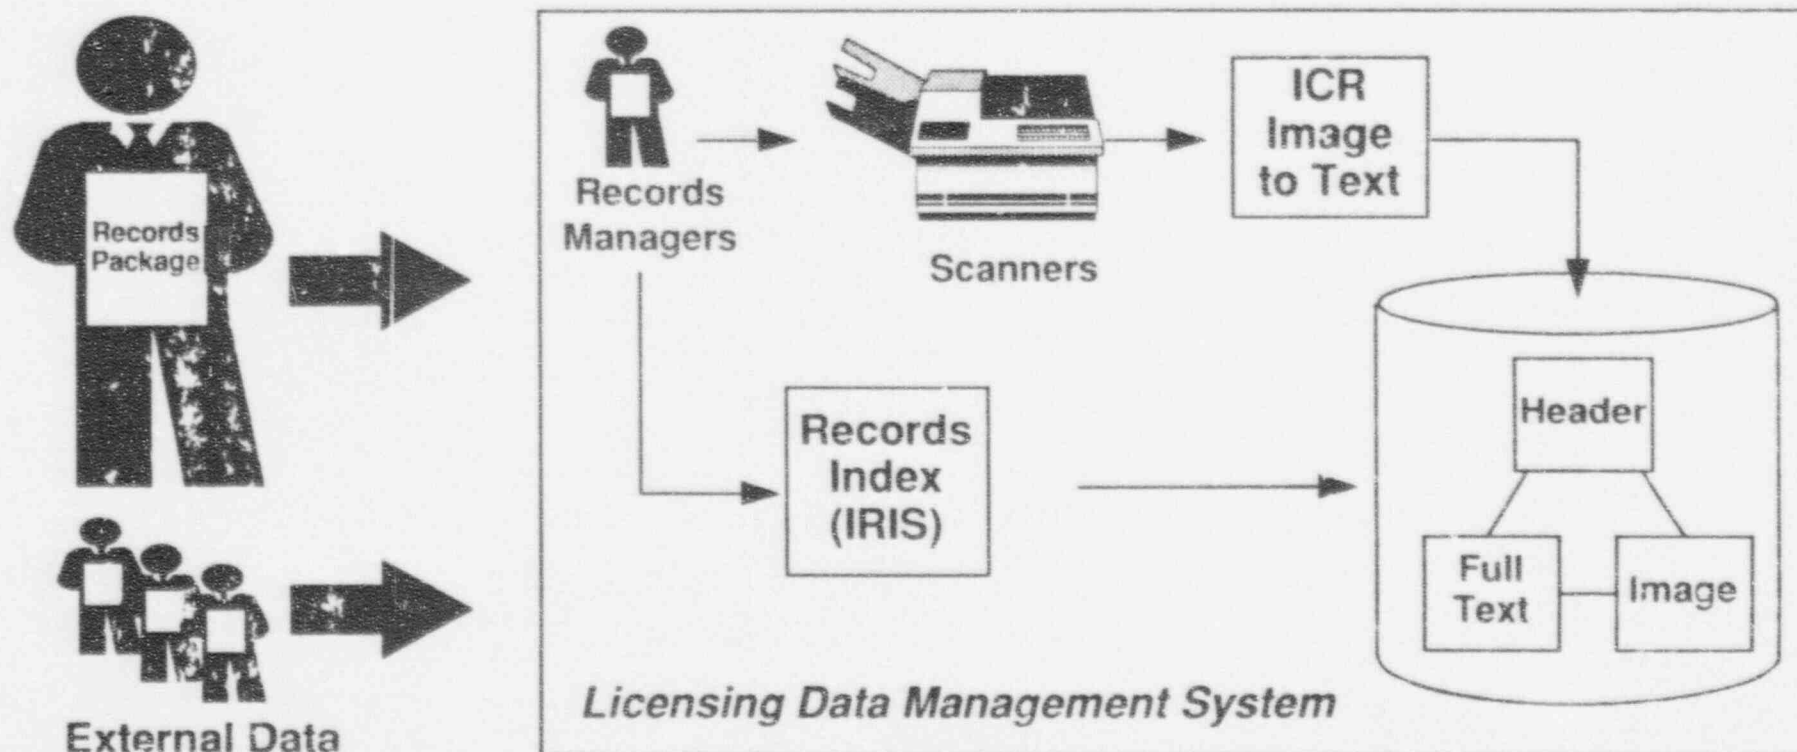 Records
Package
External Data
Records
Managers
Scanners
ICR
Image
to Text
Records
Index
(IRIS)
Header
Full
Text
Image
Licensing Data Management System